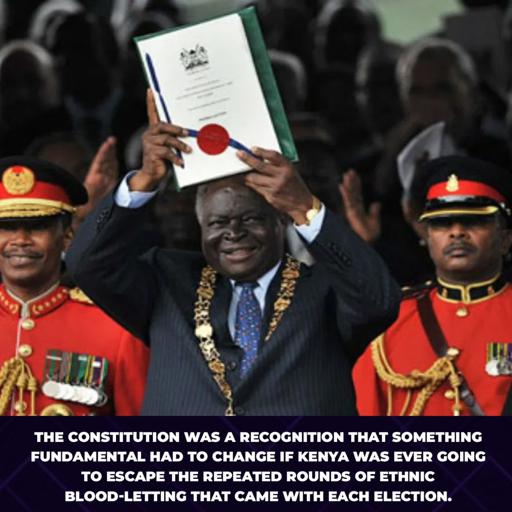 THE CONSTITUTION WAS A RECOGNITION THAT SOMETHING
FUNDAMENTAL HAD TO CHANGE IF KENYA WAS EVER GOING
TO ESCAPE THE REPEATED ROUNDS OF ETHNIC
BLOOD-LETTING THAT CAME WITH EACH ELECTION.